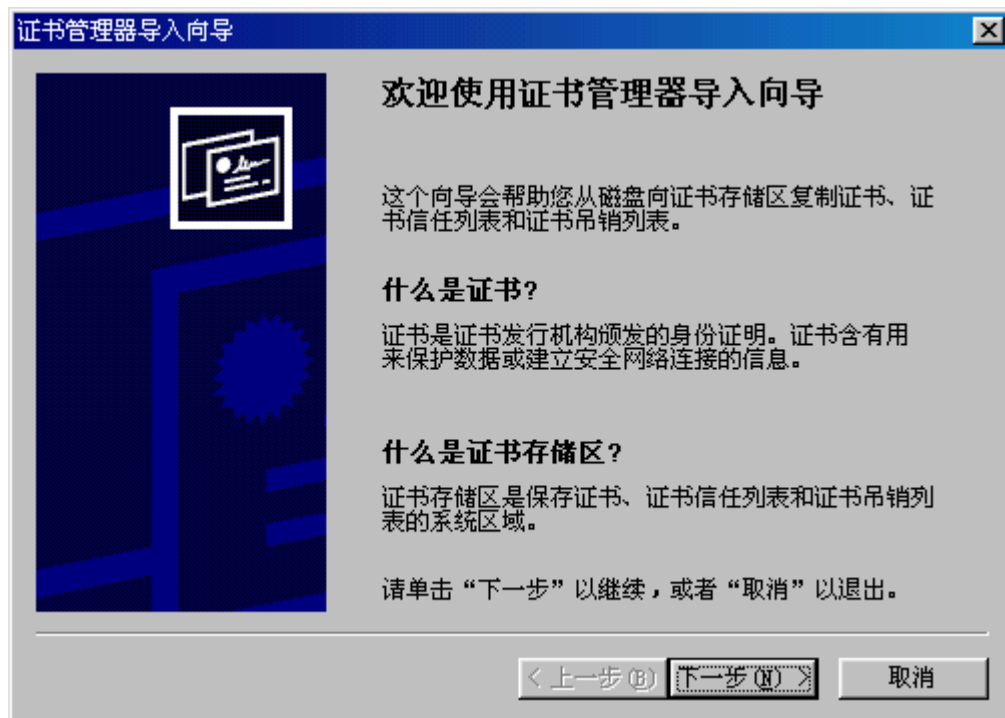 证书管理器导入向导
欢迎使用证书管理器导入向导
这个向导会帮助您从磁盘向证书存储区复制证书、证
书信任列表和证书吊销列表。
什么是证书?
证书是证书发行机构颁发的身份证明。证书含有用
来保护数据或建立安全网络连接的信息。
什么是证书存储区?
证书存储区是保存证书、证书信任列表和证书吊销列
表的系统区域。
请单击“下一步”以继续，或者“取消”以退出。
< 上一步(B) 下一步(N) > 取消